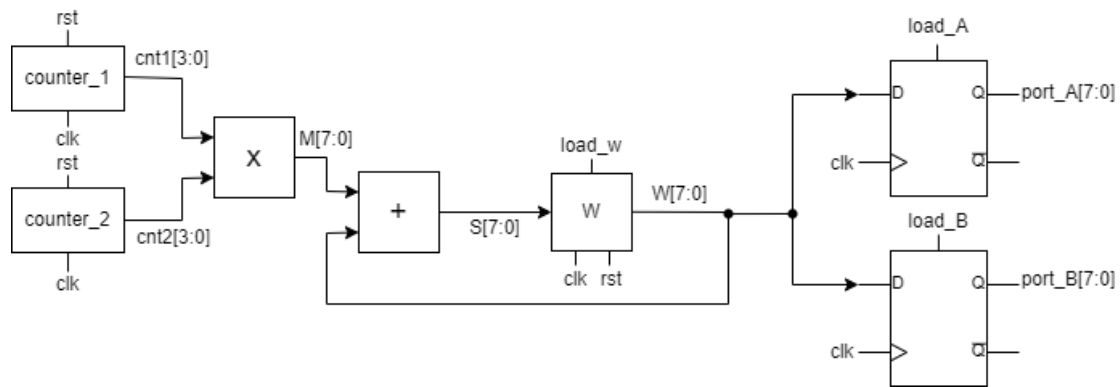 rst
counter_1
cnt1[3:0]
clk
rst
counter_2
cnt2[3:0]
clk
X
M[7:0]
+
S[7:0]
load_w
W
clk rst
W[7:0]
load_A
D Q
port_A[7:0]
clk
Q
load_B
D Q
port_B[7:0]
clk
Q